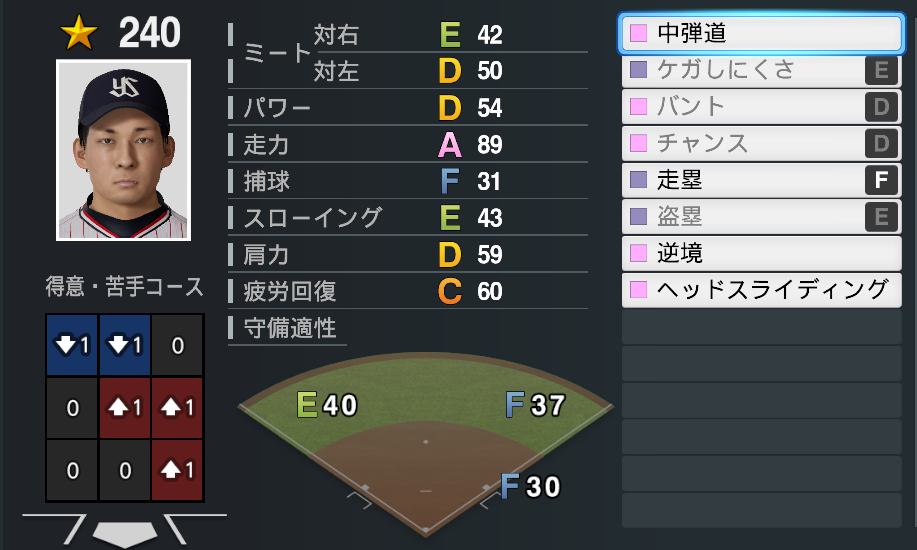 240
ミート 対右 E 42
対左 D 50
パワー D 54
走力 A 89
捕球 F 31
スローイング E 43
肩力 D 59
疲労回復 C 60
守備適性
E 40
F 37
F 30
YS
得意・苦手コース
1 1 0
0 1 1
0 0 1
中弾道
ケガしにくさ E
バント D
チャンス D
走塁 F
盗塁 E
逆境
ヘッドスライディング